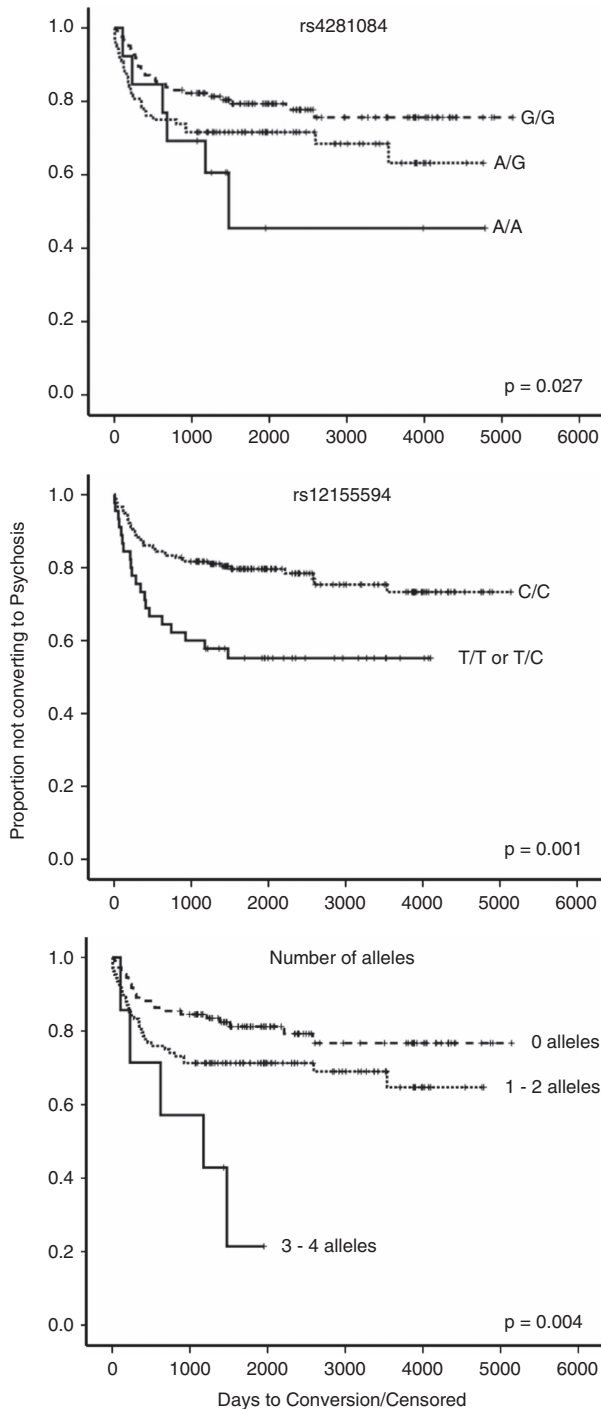 Proportion not converting to Psychosis
rs4281084
1.0
0.8
0.6
0.4
0.2
0.0
G/G
A/G
A/A
p = 0.027
0 1000 2000 3000 4000 5000 6000
rs12155594
1.0
0.8
0.6
0.4
0.2
0.0
C/C
T/T or T/C
p = 0.001
0 1000 2000 3000 4000 5000 6000
Number of alleles
1.0
0.8
0.6
0.4
0.2
0.0
0 alleles
1 - 2 alleles
3 - 4 alleles
p = 0.004
0 1000 2000 3000 4000 5000 6000
Days to Conversion/Censored